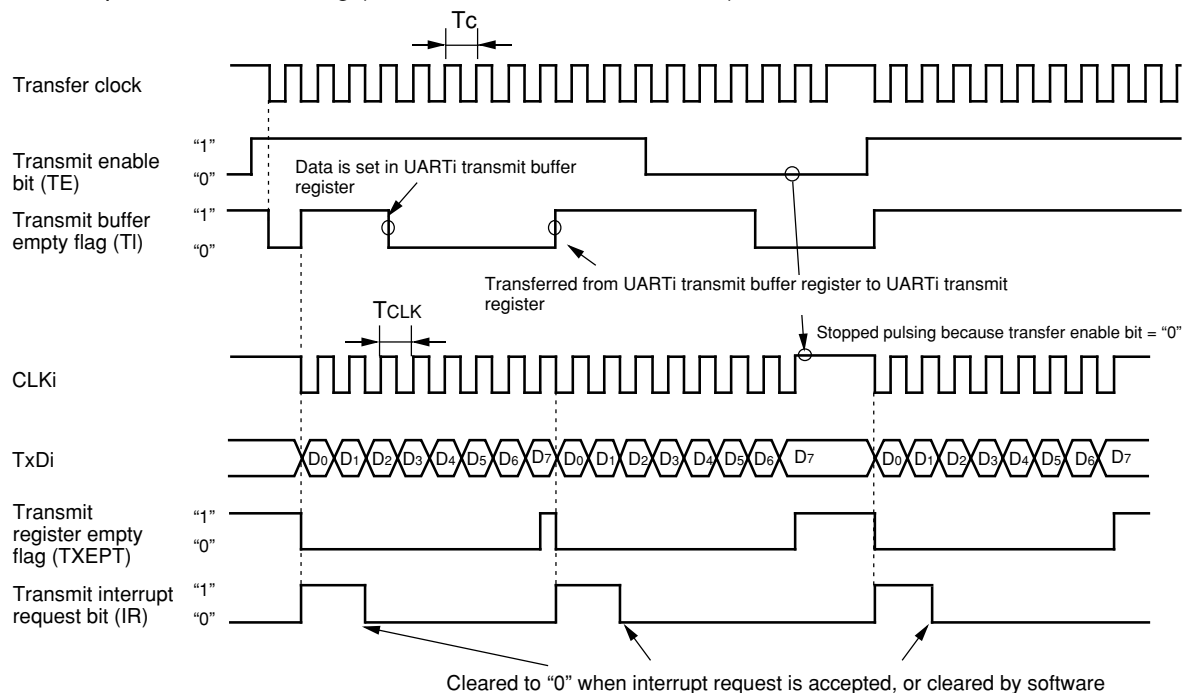 Tc
Transfer clock
Transmit enable
bit (TE)
“1”
“0”
Data is set in UARTi transmit buffer
register
Transmit buffer
empty flag (TI)
“1”
“0”
Transferred from UARTi transmit buffer register to UARTi transmit
register
TCLK
Stopped pulsing because transfer enable bit = “0”
CLKi
TxDi
D0 D1 D2 D3 D4 D5 D6 D7 D0 D1 D2 D3 D4 D5 D6 D7 D0 D1 D2 D3 D4 D5 D6 D7
Transmit
register empty
flag (TXEPT)
“1”
“0”
Transmit interrupt
request bit (IR)
“1”
“0”
Cleared to “0” when interrupt request is accepted, or cleared by software